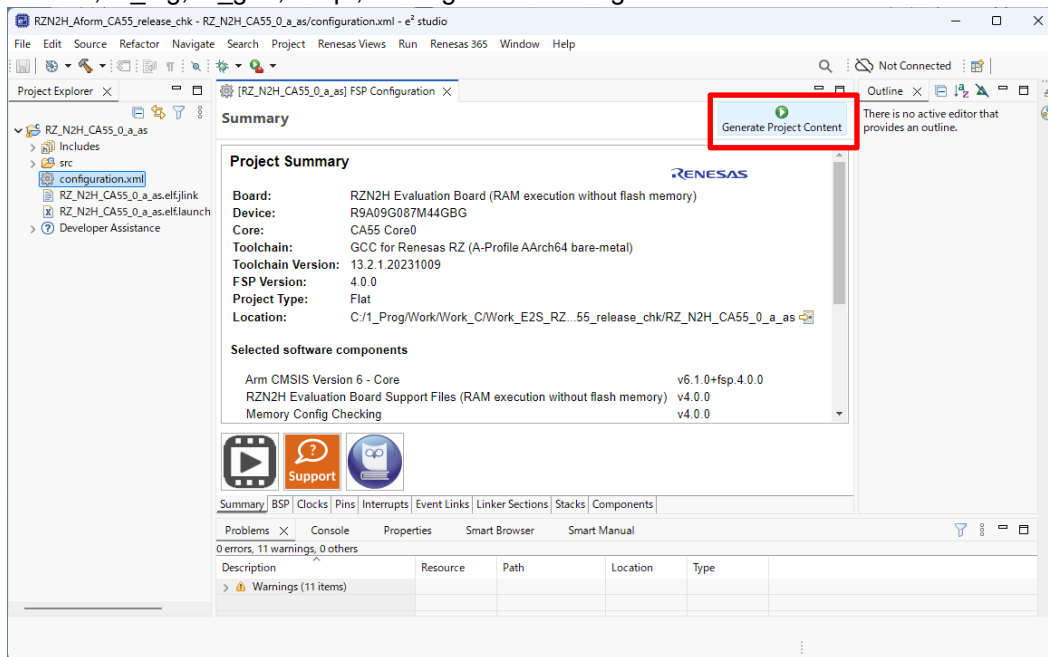 RZN2H_Aform_CA55_release_chk - RZ_N2H_CA55_0_a_as/configuration.xml - e² studio
File Edit Source Refactor Navigate Search Project Renesas Views Run Renesas 365 Window Help
Not Connected
Project Explorer
[RZ_N2H_CA55_0_a_as] FSP Configuration
Outline
RZ_N2H_CA55_0_a_as
Includes
src
configuration.xml
RZ_N2H_CA55_0_a_as.elf.jlink
RZ_N2H_CA55_0_a_as.elf.launch
Developer Assistance
Summary
Generate Project Content
There is no active editor that
provides an outline.
Project Summary
RENESAS
Board: RZN2H Evaluation Board (RAM execution without flash memory)
Device: R9A09G087M44GBG
Core: CA55 Core0
Toolchain: GCC for Renesas RZ (A-Profile AArch64 bare-metal)
Toolchain Version: 13.2.1.20231009
FSP Version: 4.0.0
Project Type: Flat
Location: C:/1_Prog/Work/Work_C/Work_E2S_RZ...55_release_chk/RZ_N2H_CA55_0_a_as
Selected software components
Arm CMSIS Version 6 - Core v6.1.0+fsp.4.0.0
RZN2H Evaluation Board Support Files (RAM execution without flash memory) v4.0.0
Memory Config Checking v4.0.0
Support
Summary BSP Clocks Pins Interrupts Event Links Linker Sections Stacks Components
Problems Console Properties Smart Browser Smart Manual
0 errors, 11 warnings, 0 others
Description Resource Path Location Type
Warnings (11 items)